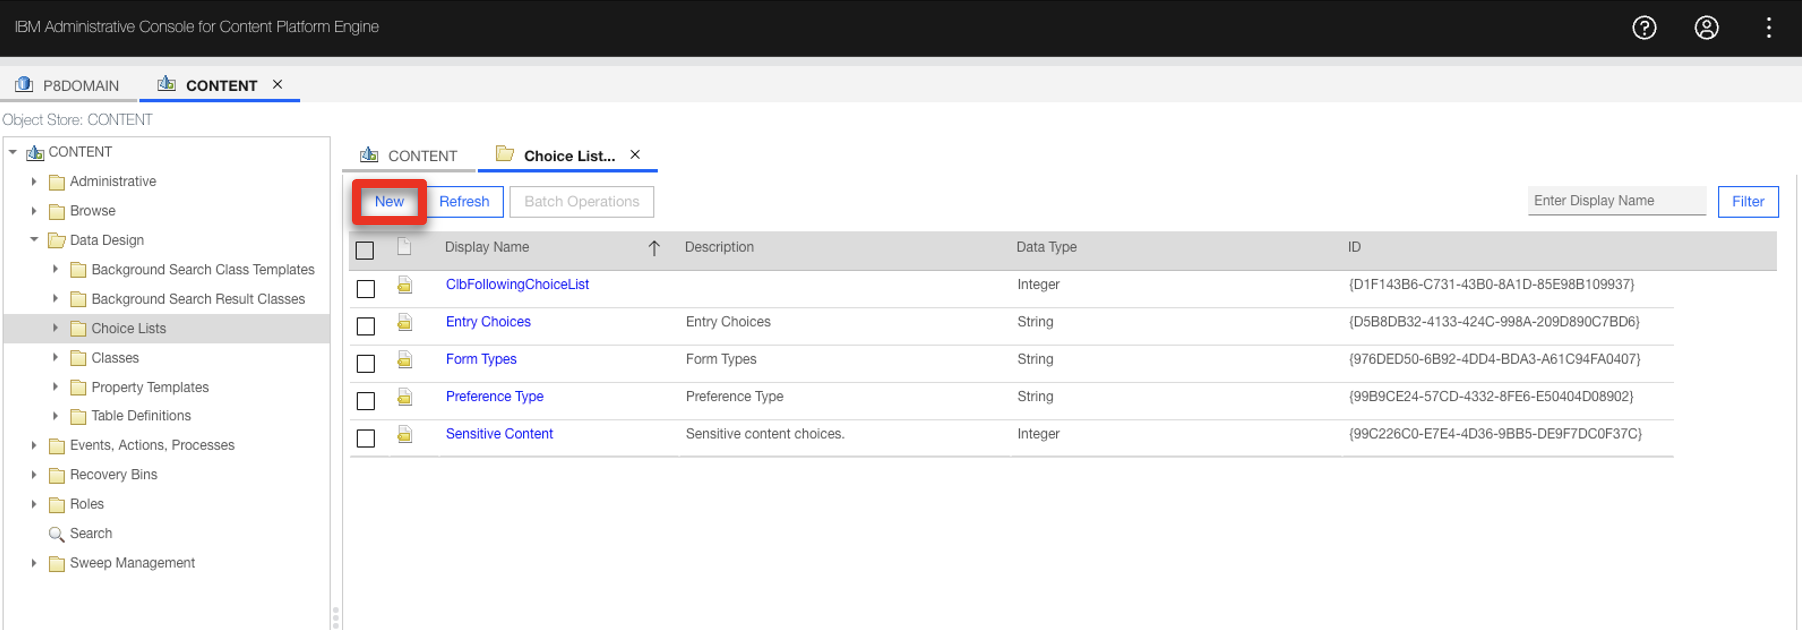 IBM Administrative Console for Content Platform Engine
P8DOMAIN
CONTENT
Object Store: CONTENT
CONTENT
Administrative
Browse
Data Design
Background Search Class Templates
Background Search Result Classes
Choice Lists
Classes
Property Templates
Table Definitions
Events, Actions, Processes
Recovery Bins
Roles
Search
Sweep Management
CONTENT Choice List...
New Refresh Batch Operations Enter Display Name Filter
Display Name Description Data Type ID
ClbFollowingChoiceList Integer {D1F143B6-C731-43B0-8A1D-85E98B109937}
Entry Choices Entry Choices String {D5B8DB32-4133-424C-998A-209D890C7BD6}
Form Types Form Types String {976DED50-6B92-4DD4-BDA3-A61C94FA0407}
Preference Type Preference Type String {99B9CE24-57CD-4332-8FE6-E50404D08902}
Sensitive Content Sensitive content choices. Integer {99C226C0-E7E4-4D36-9BB5-DE9F7DC0F37C}